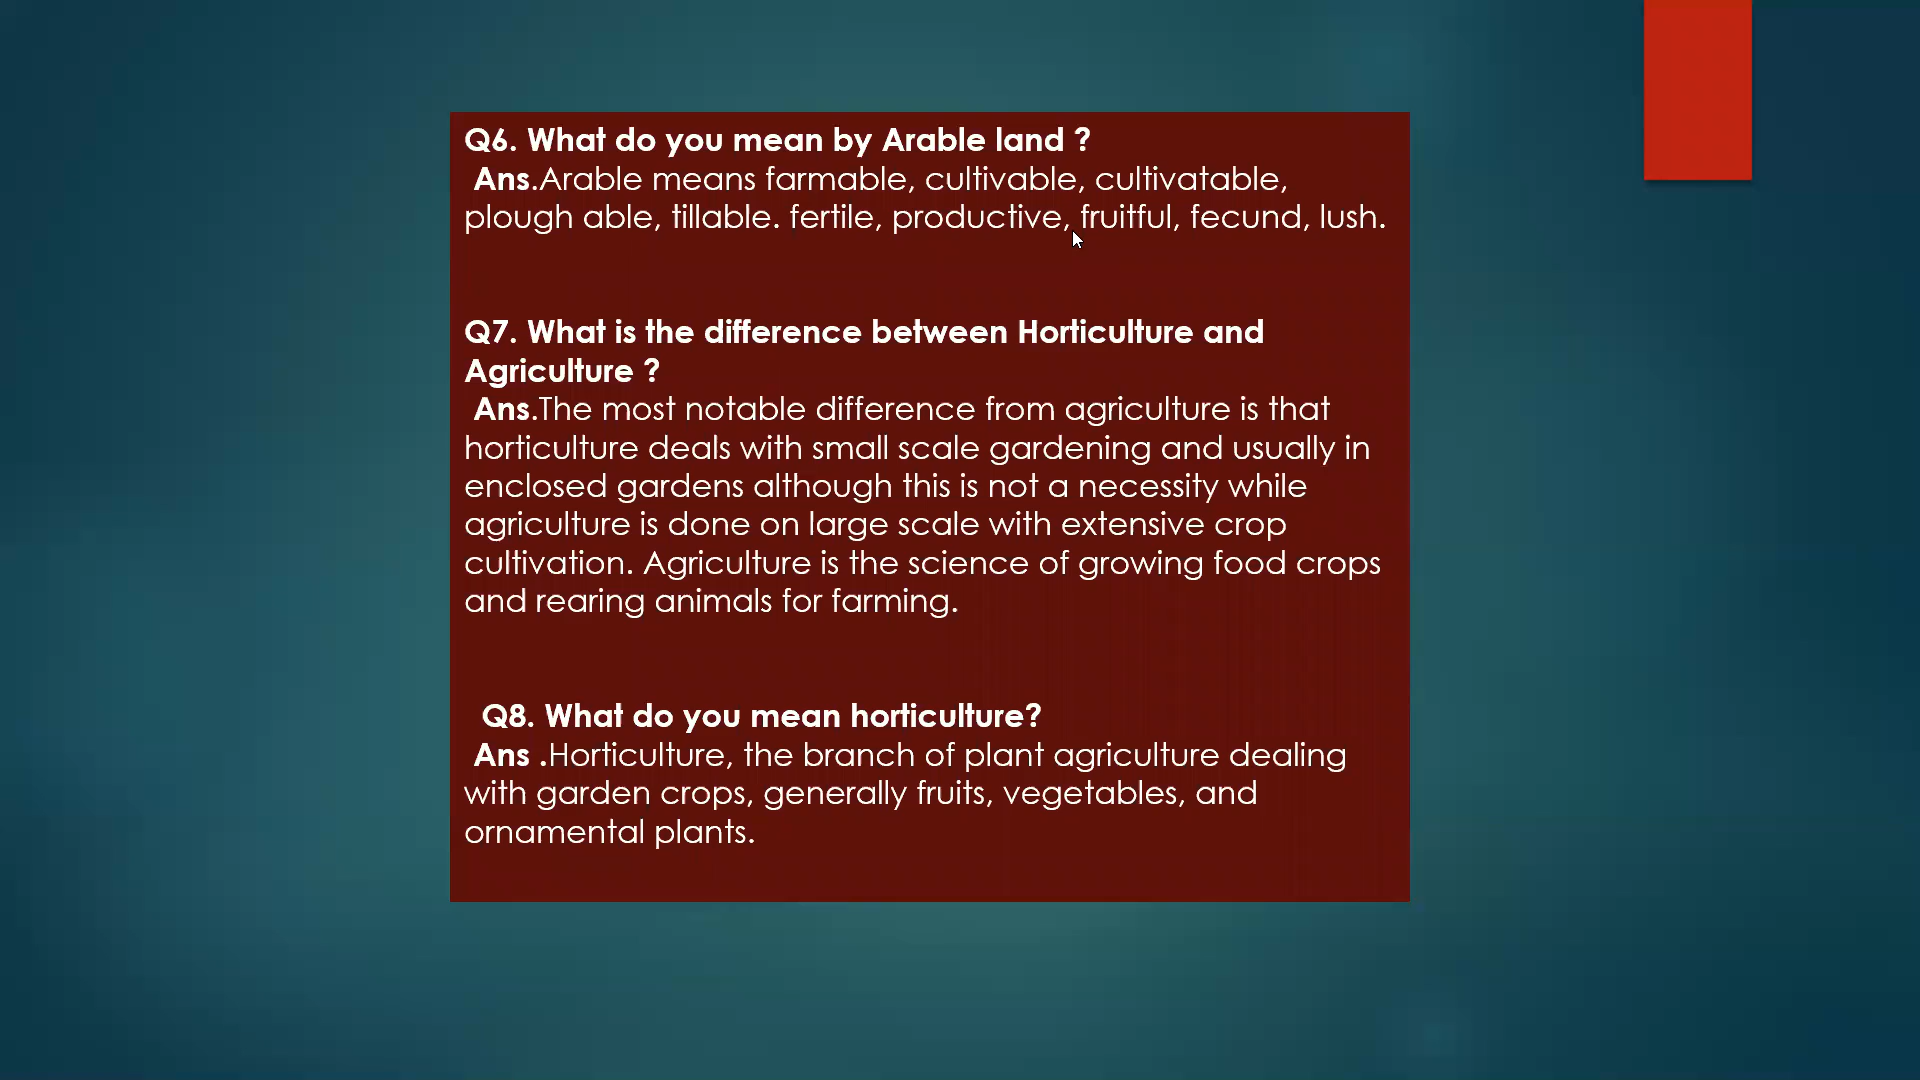 Q6. What do you mean by Arable land ?
Ans.Arable means farmable, cultivable, cultivatable,
plough able, tillable. fertile, productive, fruitful, fecund, lush.
Q7. What is the difference between Horticulture and
Agriculture ?
Ans.The most notable difference from agriculture is that
horticulture deals with small scale gardening and usually in
enclosed gardens although this is not a necessity while
agriculture is done on large scale with extensive crop
cultivation. Agriculture is the science of growing food crops
and rearing animals for farming.
Q8. What do you mean horticulture?
Ans .Horticulture, the branch of plant agriculture dealing
with garden crops, generally fruits, vegetables, and
ornamental plants.